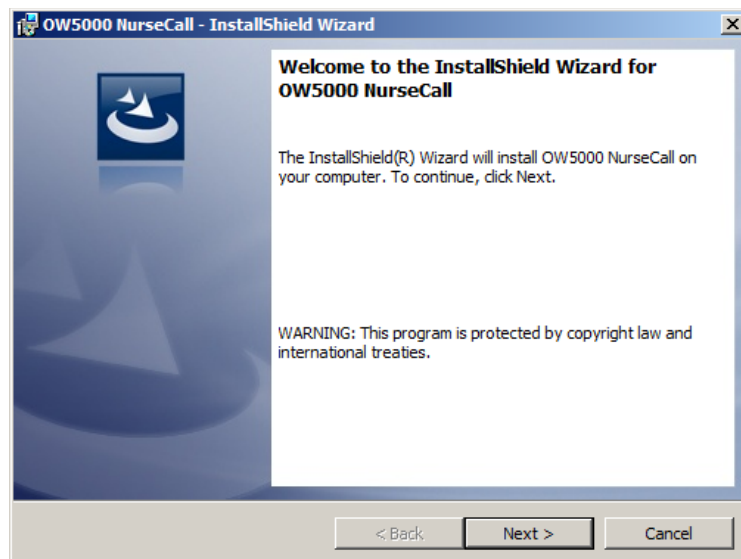 OW5000 NurseCall - InstallShield Wizard
Welcome to the InstallShield Wizard for
OW5000 NurseCall
The InstallShield(R) Wizard will install OW5000 NurseCall on
your computer. To continue, click Next.
WARNING: This program is protected by copyright law and
international treaties.
< Back
Next >
Cancel